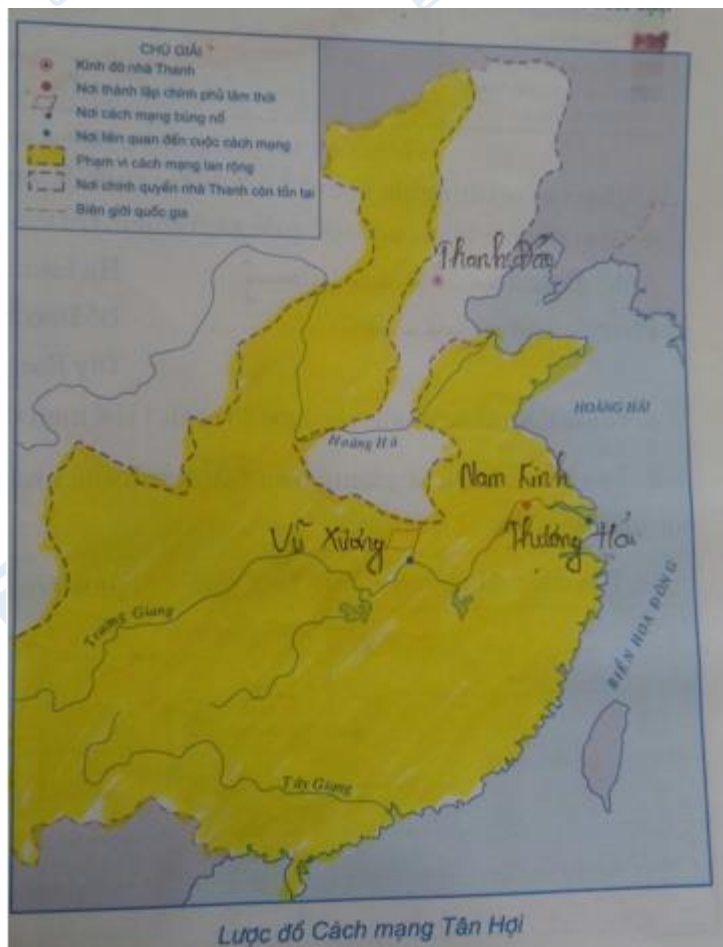 CHÚ GIẢI
Kinh đô nhà Thanh
Nơi thành lập chính phủ lâm thời
Nơi cách mạng bùng nổ
Nơi liên quan đến cuộc cách mạng
Phạm vi cách mạng lan rộng
Nơi chính quyền nhà Thanh còn tồn tại
Biên giới quốc gia
HOÀNG HẢI
Hoàng Hà
Nam Kinh
Vũ Xương
Thượng Hải
Trường Giang
BIỂN HOA ĐÔNG
Tây Giang
Lược đồ Cách mạng Tân Hợi